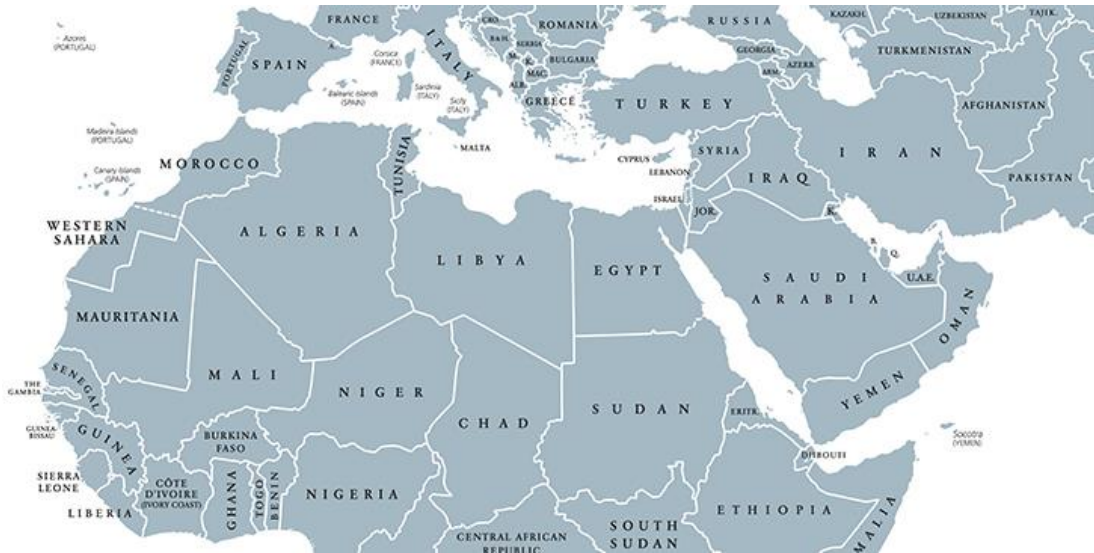 FRANCE
CRO.
ROMANIA
RUSSIA
KAZAKH.
UZBEKISTAN
TAJIK.
Azores
(PORTUGAL)
PORTUGAL
SPAIN
A.
Corsica
(FRANCE)
ITALY
B & H.
SERBIA
M.
K.
BULGARIA
MAC.
ALB.
GEORGIA
ARM.
AZERB.
TURKMENISTAN
Balearic Islands
(SPAIN)
Sardinia
(ITALY)
Sicily
(ITALY)
GREECE
TURKEY
AFGHANISTAN
Madeira Islands
(PORTUGAL)
MALTA
CYPRUS
SYRIA
LEBANON
IRAN
Canary Islands
(SPAIN)
MOROCCO
TUNISIA
ISRAEL
IRAQ
PAKISTAN
WESTERN
SAHARA
ALGERIA
LIBYA
EGYPT
JOR.
K.
B.
Q.
U.A.E.
SAUDI
ARABIA
OMAN
MAURITANIA
MALI
NIGER
CHAD
SUDAN
ERITR.
YEMEN
Socotra
(YEMEN)
THE
GAMBIA
SENEGAL
GUINEA-
BISSAU
GUINEA
BURKINA
FASO
DJIBOUTI
SIERRA
LEONE
LIBERIA
CÔTE
D'IVOIRE
(IVORY COAST)
GHANA
TOGO
BENIN
NIGERIA
CENTRAL AFRICAN
REPUBLIC
SOUTH
SUDAN
ETHIOPIA
MALIA